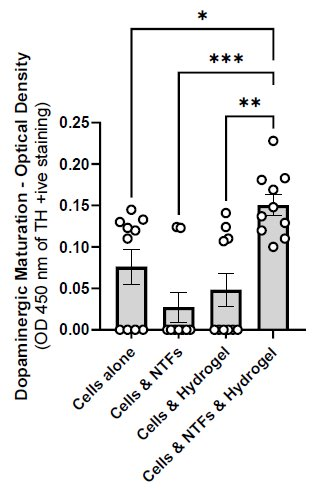 *
***
**
Dopaminergic Maturation - Optical Density
(OD 450 nm of TH +ive staining)
0.25
0.20
0.15
0.10
0.05
0.00
Cells alone
Cells & NTFs
Cells & Hydrogel
Cells & NTFs & Hydrogel